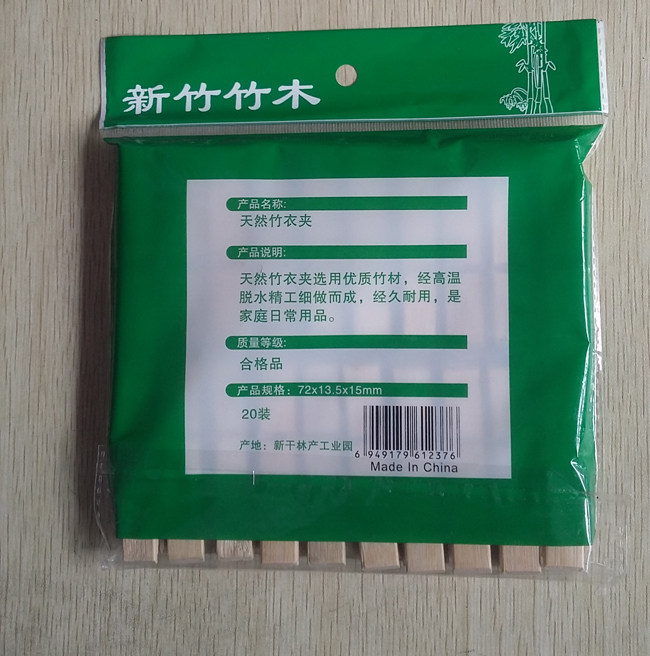 新竹竹木
产品名称:
天然竹衣夹
产品说明:
天然竹衣夹选用优质竹材，经高温
脱水精工细做而成，经久耐用，是
家庭日常用品。
质量等级:
合格品
产品规格：72x13.5x15mm
20装
产地：新干林产工业园
6 949179 612376
Made In China